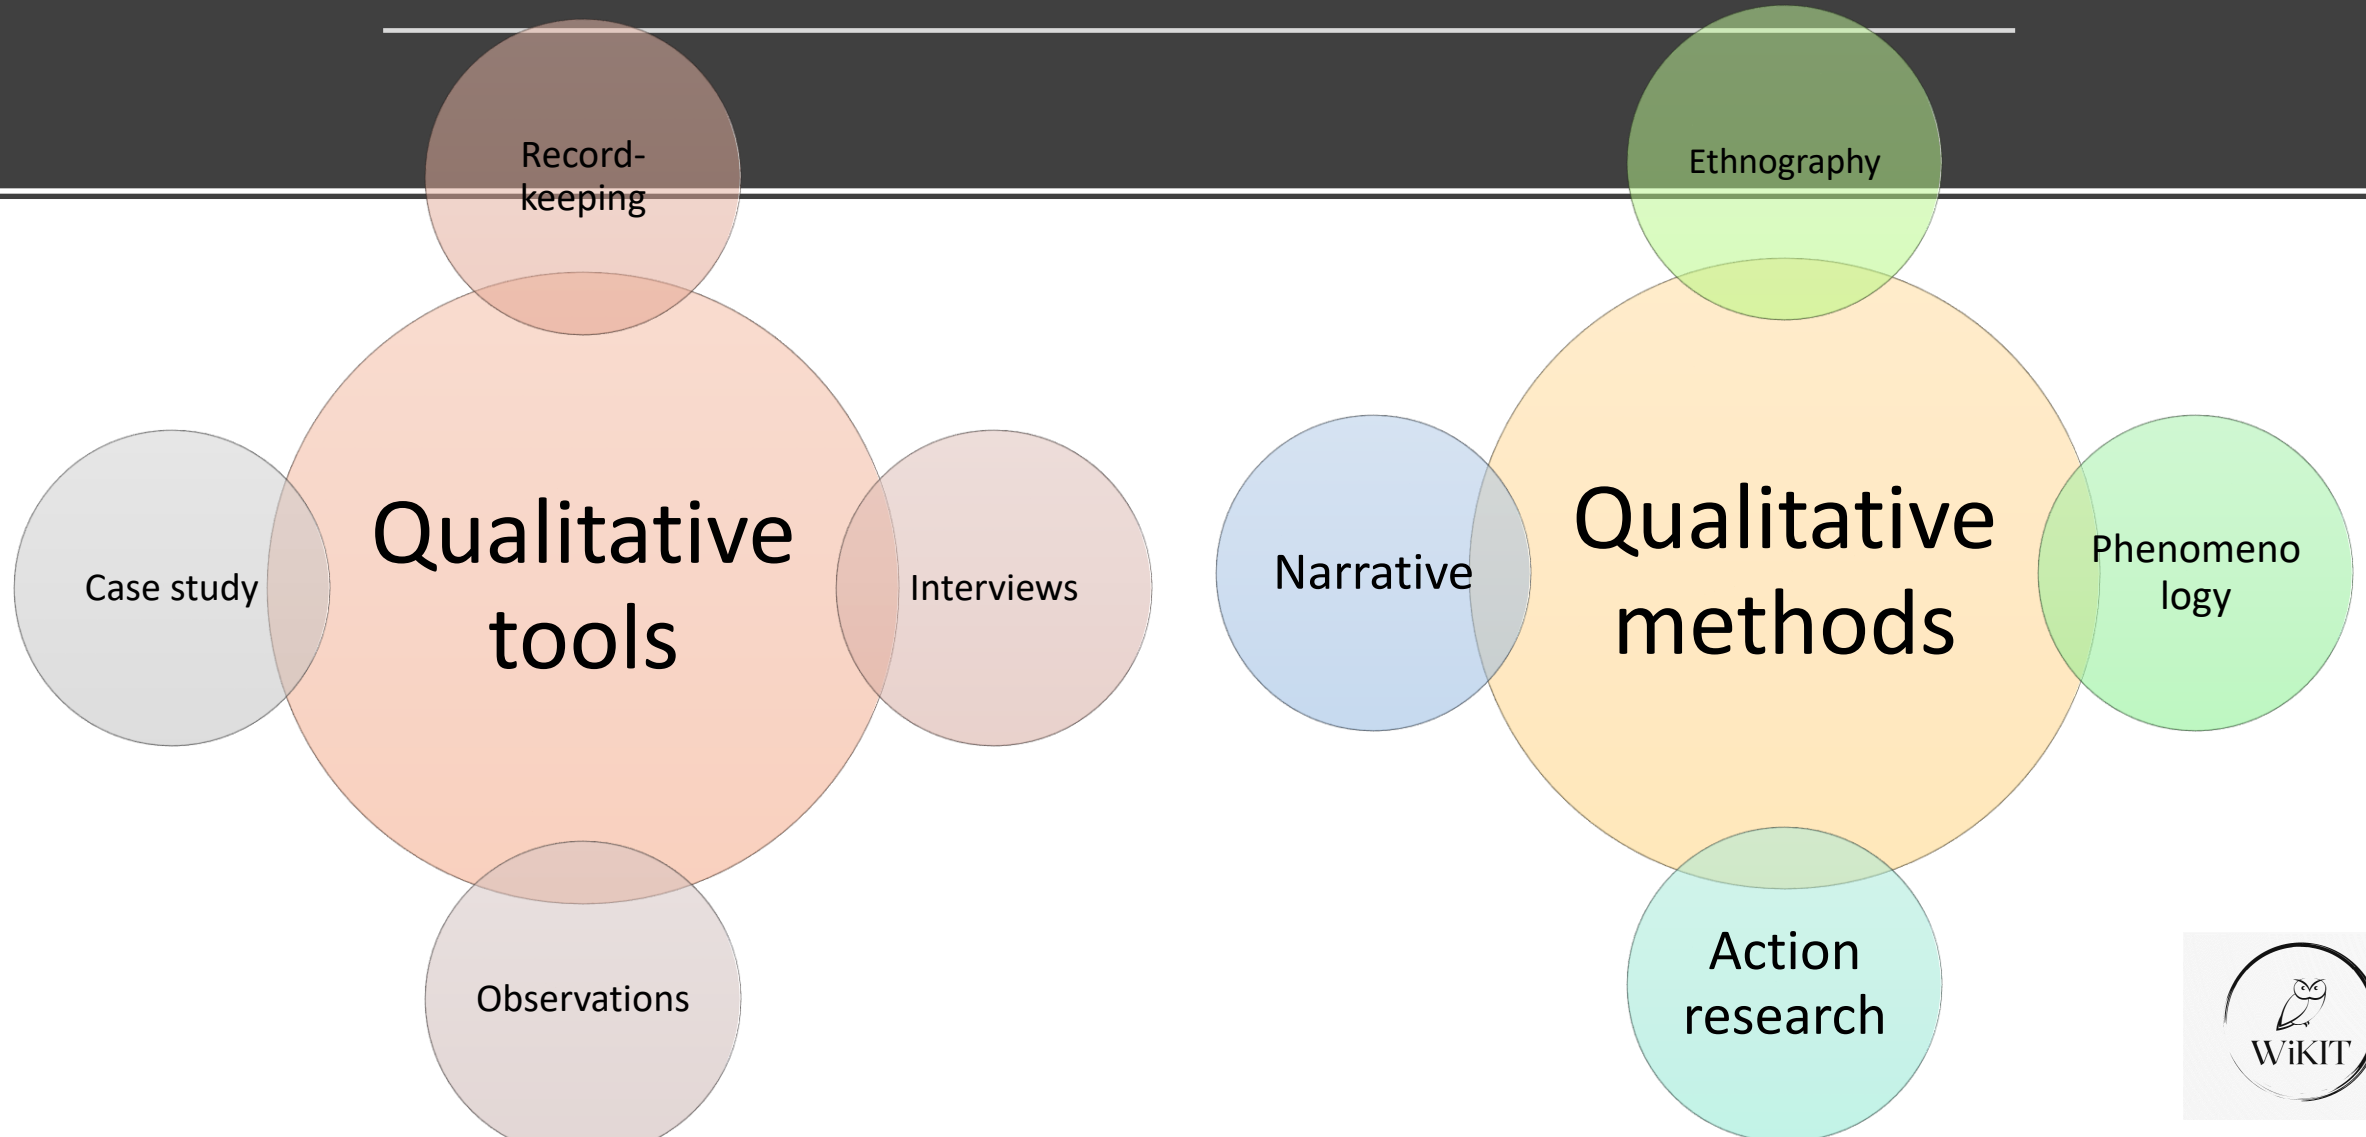 Record-
keeping
Case study
Qualitative
tools
Interviews
Observations
Ethnography
Narrative
Qualitative
methods
Phenomeno
logy
Action
research
WiKIT